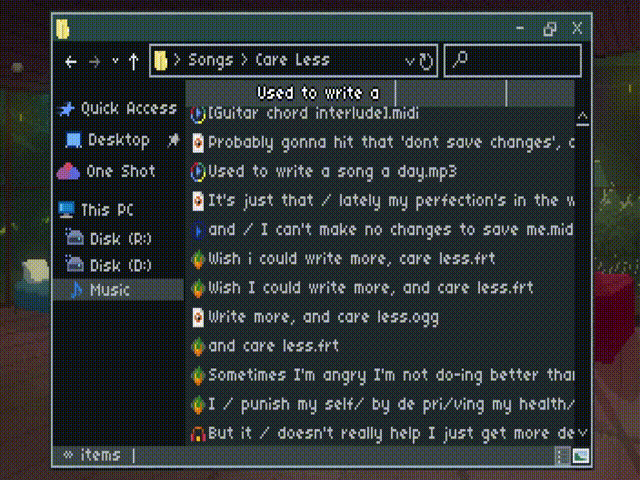 Songs > Care Less
Used to write a
Quick Access
Desktop
One Shot
This PC
Disk (R:)
Disk (D:)
Music
[Guitar chord interlude].midi
Probably gonna hit that 'dont save changes', c
Used to write a song a day.mp3
It's just that / lately my perfection's in the w
and / I can't make no changes to save me.mid
Wish i could write more, care less.frt
Wish I could write more, and care less.frt
Write more, and care less.ogg
and care less.frt
Sometimes I'm angry I'm not do-ing better than
I / punish my self/ by de pri/ving my health/
But it / doesn't really help I just get more de
∞ items |